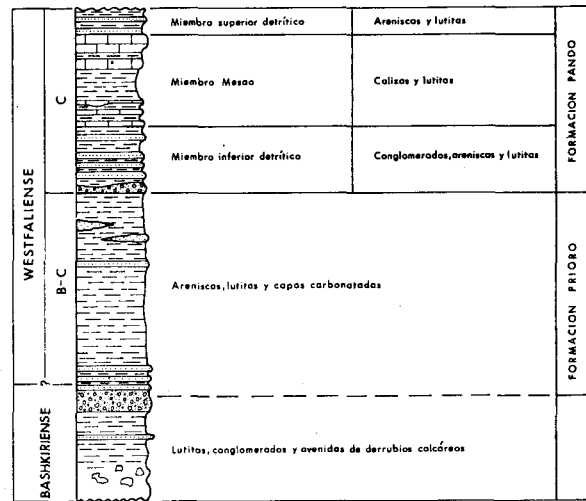 Miembro superior detrítico
Areniscas y lutitas
Miembro Mesao
Calizas y lutitas
Miembro inferior detrítico
Conglomerados, areniscas y lutitas
Areniscas, lutitas y capas carbonatadas
Lutitas, conglomerados y avenidas de derrubios calcáreos
WESTFALIENSE
C
B-C
?
BASHKIRIENSE
FORMACION PANDO
FORMACION PRIORO